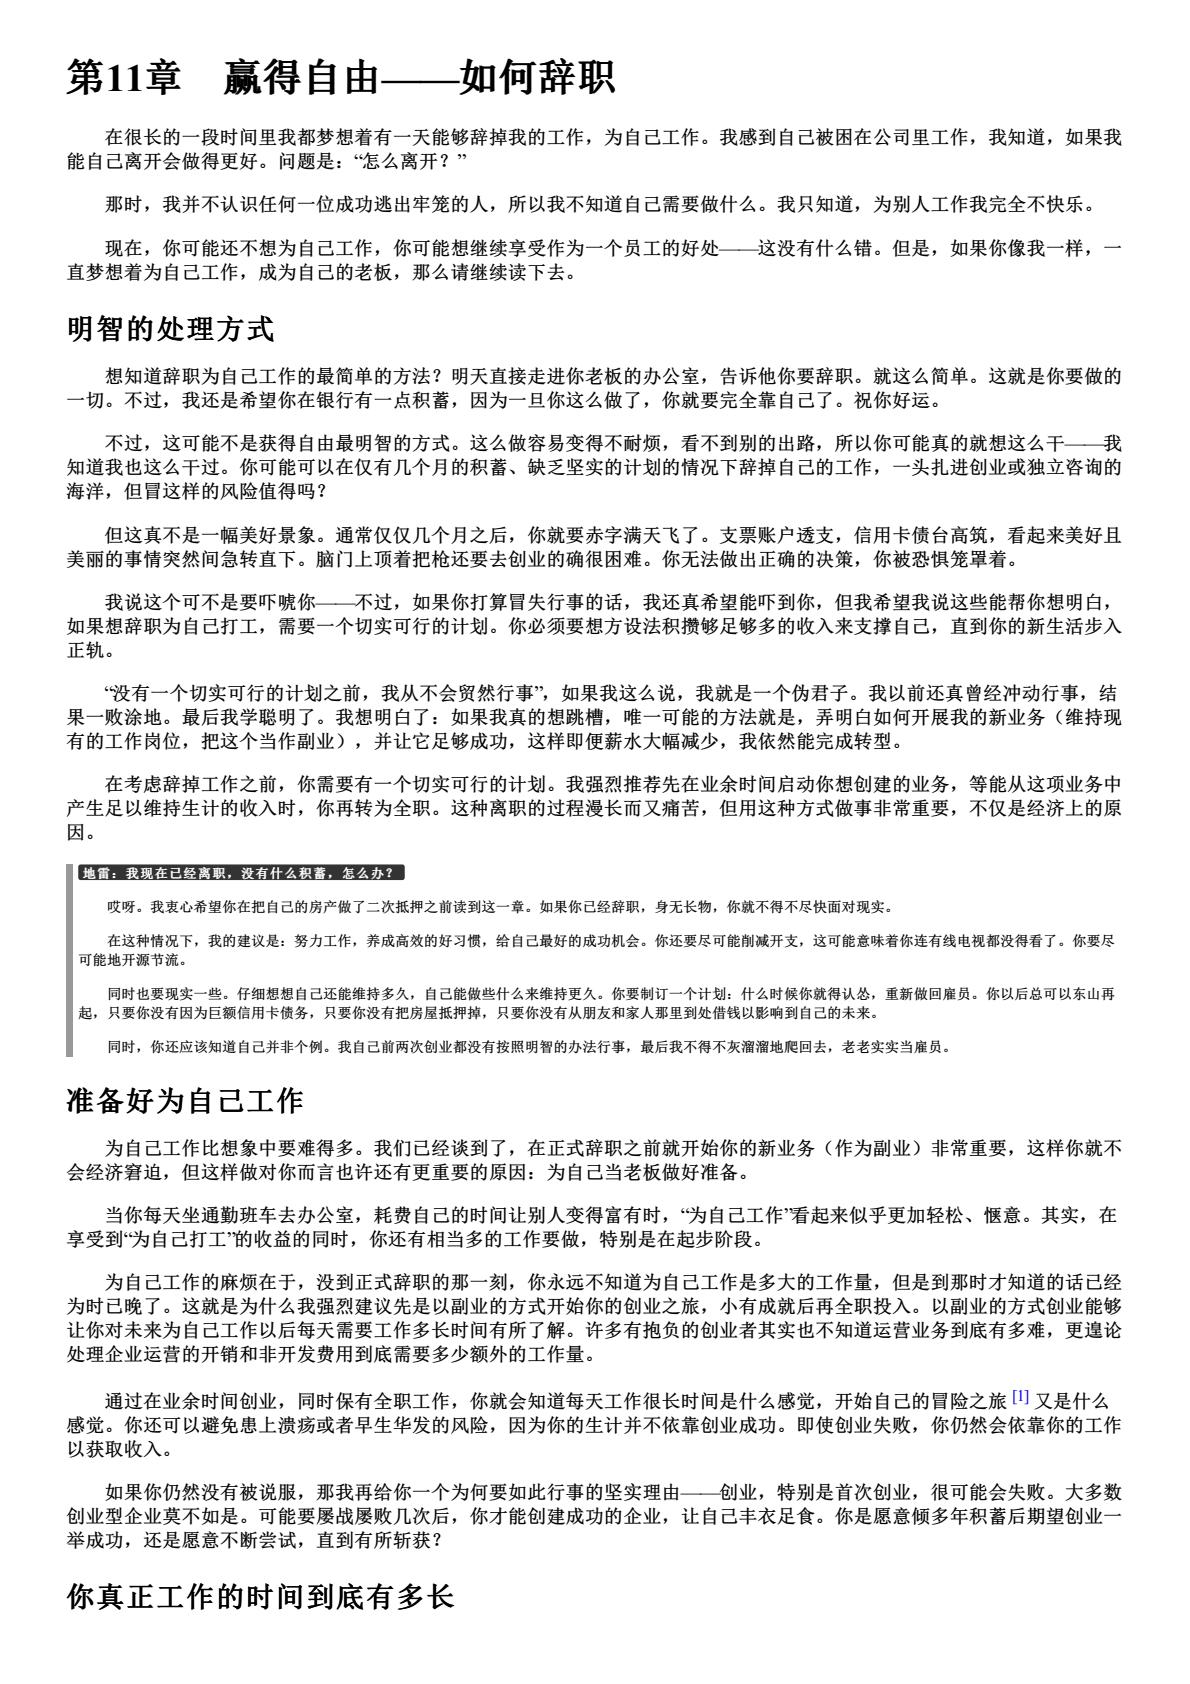 第11章　赢得自由——如何辞职
在很长的一段时间里我都梦想着有一天能够辞掉我的工作，为自己工作。我感到自己被困在公司里工作，我知道，如果我
能自己离开会做得更好。问题是：“怎么离开？”
那时，我并不认识任何一位成功逃出牢笼的人，所以我不知道自己需要做什么。我只知道，为别人工作我完全不快乐。
现在，你可能还不想为自己工作，你可能想继续享受作为一个员工的好处——这没有什么错。但是，如果你像我一样，一
直梦想着为自己工作，成为自己的老板，那么请继续读下去。
明智的处理方式
想知道辞职为自己工作的最简单的方法？明天直接走进你老板的办公室，告诉他你要辞职。就这么简单。这就是你要做的
一切。不过，我还是希望你在银行有一点积蓄，因为一旦你这么做了，你就要完全靠自己了。祝你好运。
不过，这可能不是获得自由最明智的方式。这么做容易变得不耐烦，看不到别的出路，所以你可能真的就想这么干——我
知道我也这么干过。你可能可以在仅有几个月的积蓄、缺乏坚实的计划的情况下辞掉自己的工作，一头扎进创业或独立咨询的
海洋，但冒这样的风险值得吗？
但这真不是一幅美好景象。通常仅仅几个月之后，你就要赤字满天飞了。支票账户透支，信用卡债台高筑，看起来美好且
美丽的事情突然间急转直下。脑门上顶着把枪还要去创业的确很困难。你无法做出正确的决策，你被恐惧笼罩着。
我说这个可不是要吓唬你——不过，如果你打算冒失行事的话，我还真希望能吓到你，但我希望我说这些能帮你想明白，
如果想辞职为自己打工，需要一个切实可行的计划。你必须要想方设法积攒够足够多的收入来支撑自己，直到你的新生活步入
正轨。
“没有一个切实可行的计划之前，我从不会贸然行事”，如果我这么说，我就是一个伪君子。我以前还真曾经冲动行事，结
果一败涂地。最后我学聪明了。我想明白了：如果我真的想跳槽，唯一可能的方法就是，弄明白如何开展我的新业务（维持现
有的工作岗位，把这个当作副业），并让它足够成功，这样即便薪水大幅减少，我依然能完成转型。
在考虑辞掉工作之前，你需要有一个切实可行的计划。我强烈推荐先在业余时间启动你想创建的业务，等能从这项业务中
产生足以维持生计的收入时，你再转为全职。这种离职的过程漫长而又痛苦，但用这种方式做事非常重要，不仅是经济上的原
因。
地雷：我现在已经离职，没有什么积蓄，怎么办？
哎呀。我衷心希望你在把自己的房产做了二次抵押之前读到这一章。如果你已经辞职，身无长物，你就不得不尽快面对现实。
在这种情况下，我的建议是：努力工作，养成高效的好习惯，给自己最好的成功机会。你还要尽可能削减开支，这可能意味着你连有线电视都没得看了。你要尽
可能地开源节流。
同时也要现实一些。仔细想想自己还能维持多久，自己能做些什么来维持更久。你要制订一个计划：什么时候你就得认怂，重新做回雇员。你以后总可以东山再
起，只要你没有因为巨额信用卡债务，只要你没有把房屋抵押掉，只要你没有从朋友和家人那里到处借钱以影响到自己的未来。
同时，你还应该知道自己并非个例。我自己前两次创业都没有按照明智的办法行事，最后我不得不灰溜溜地爬回去，老老实实当雇员。
准备好为自己工作
为自己工作比想象中要难得多。我们已经谈到了，在正式辞职之前就开始你的新业务（作为副业）非常重要，这样你就不
会经济窘迫，但这样做对你而言也许还有更重要的原因：为自己当老板做好准备。
当你每天坐通勤班车去办公室，耗费自己的时间让别人变得富有时，“为自己工作”看起来似乎更加轻松、惬意。其实，在
享受到“为自己打工”的收益的同时，你还有相当多的工作要做，特别是在起步阶段。
为自己工作的麻烦在于，没到正式辞职的那一刻，你永远不知道为自己工作是多大的工作量，但是到那时才知道的话已经
为时已晚了。这就是为什么我强烈建议先是以副业的方式开始你的创业之旅，小有成就后再全职投入。以副业的方式创业能够
让你对未来为自己工作以后每天需要工作多长时间有所了解。许多有抱负的创业者其实也不知道运营业务到底有多难，更遑论
处理企业运营的开销和非开发费用到底需要多少额外的工作量。
通过在业余时间创业，同时保有全职工作，你就会知道每天工作很长时间是什么感觉，开始自己的冒险之旅 [1] 又是什么
感觉。你还可以避免患上溃疡或者早生华发的风险，因为你的生计并不依靠创业成功。即使创业失败，你仍然会依靠你的工作
以获取收入。
如果你仍然没有被说服，那我再给你一个为何要如此行事的坚实理由——创业，特别是首次创业，很可能会失败。大多数
创业型企业莫不如是。可能要屡战屡败几次后，你才能创建成功的企业，让自己丰衣足食。你是愿意倾多年积蓄后期望创业一
举成功，还是愿意不断尝试，直到有所斩获？
你真正工作的时间到底有多长